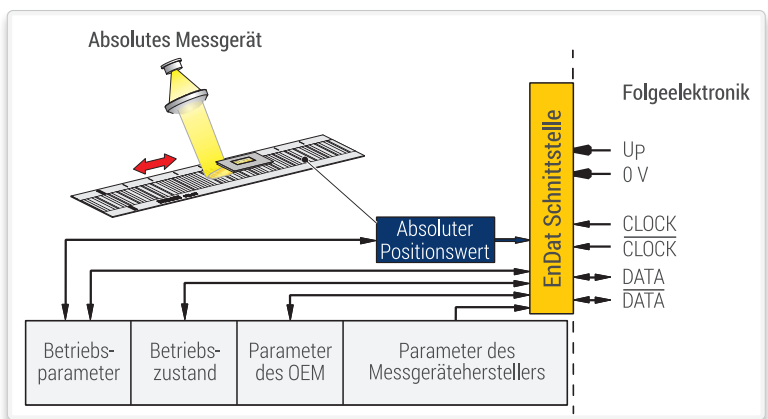 Absolutes Messgerät
Folgeelektronik
EnDat Schnittstelle
UP
0 V
CLOCK
CLOCK
DATA
DATA
Absoluter
Positionswert
Betriebs-
parameter
Betriebs-
zustand
Parameter
des OEM
Parameter des
Messgeräteherstellers